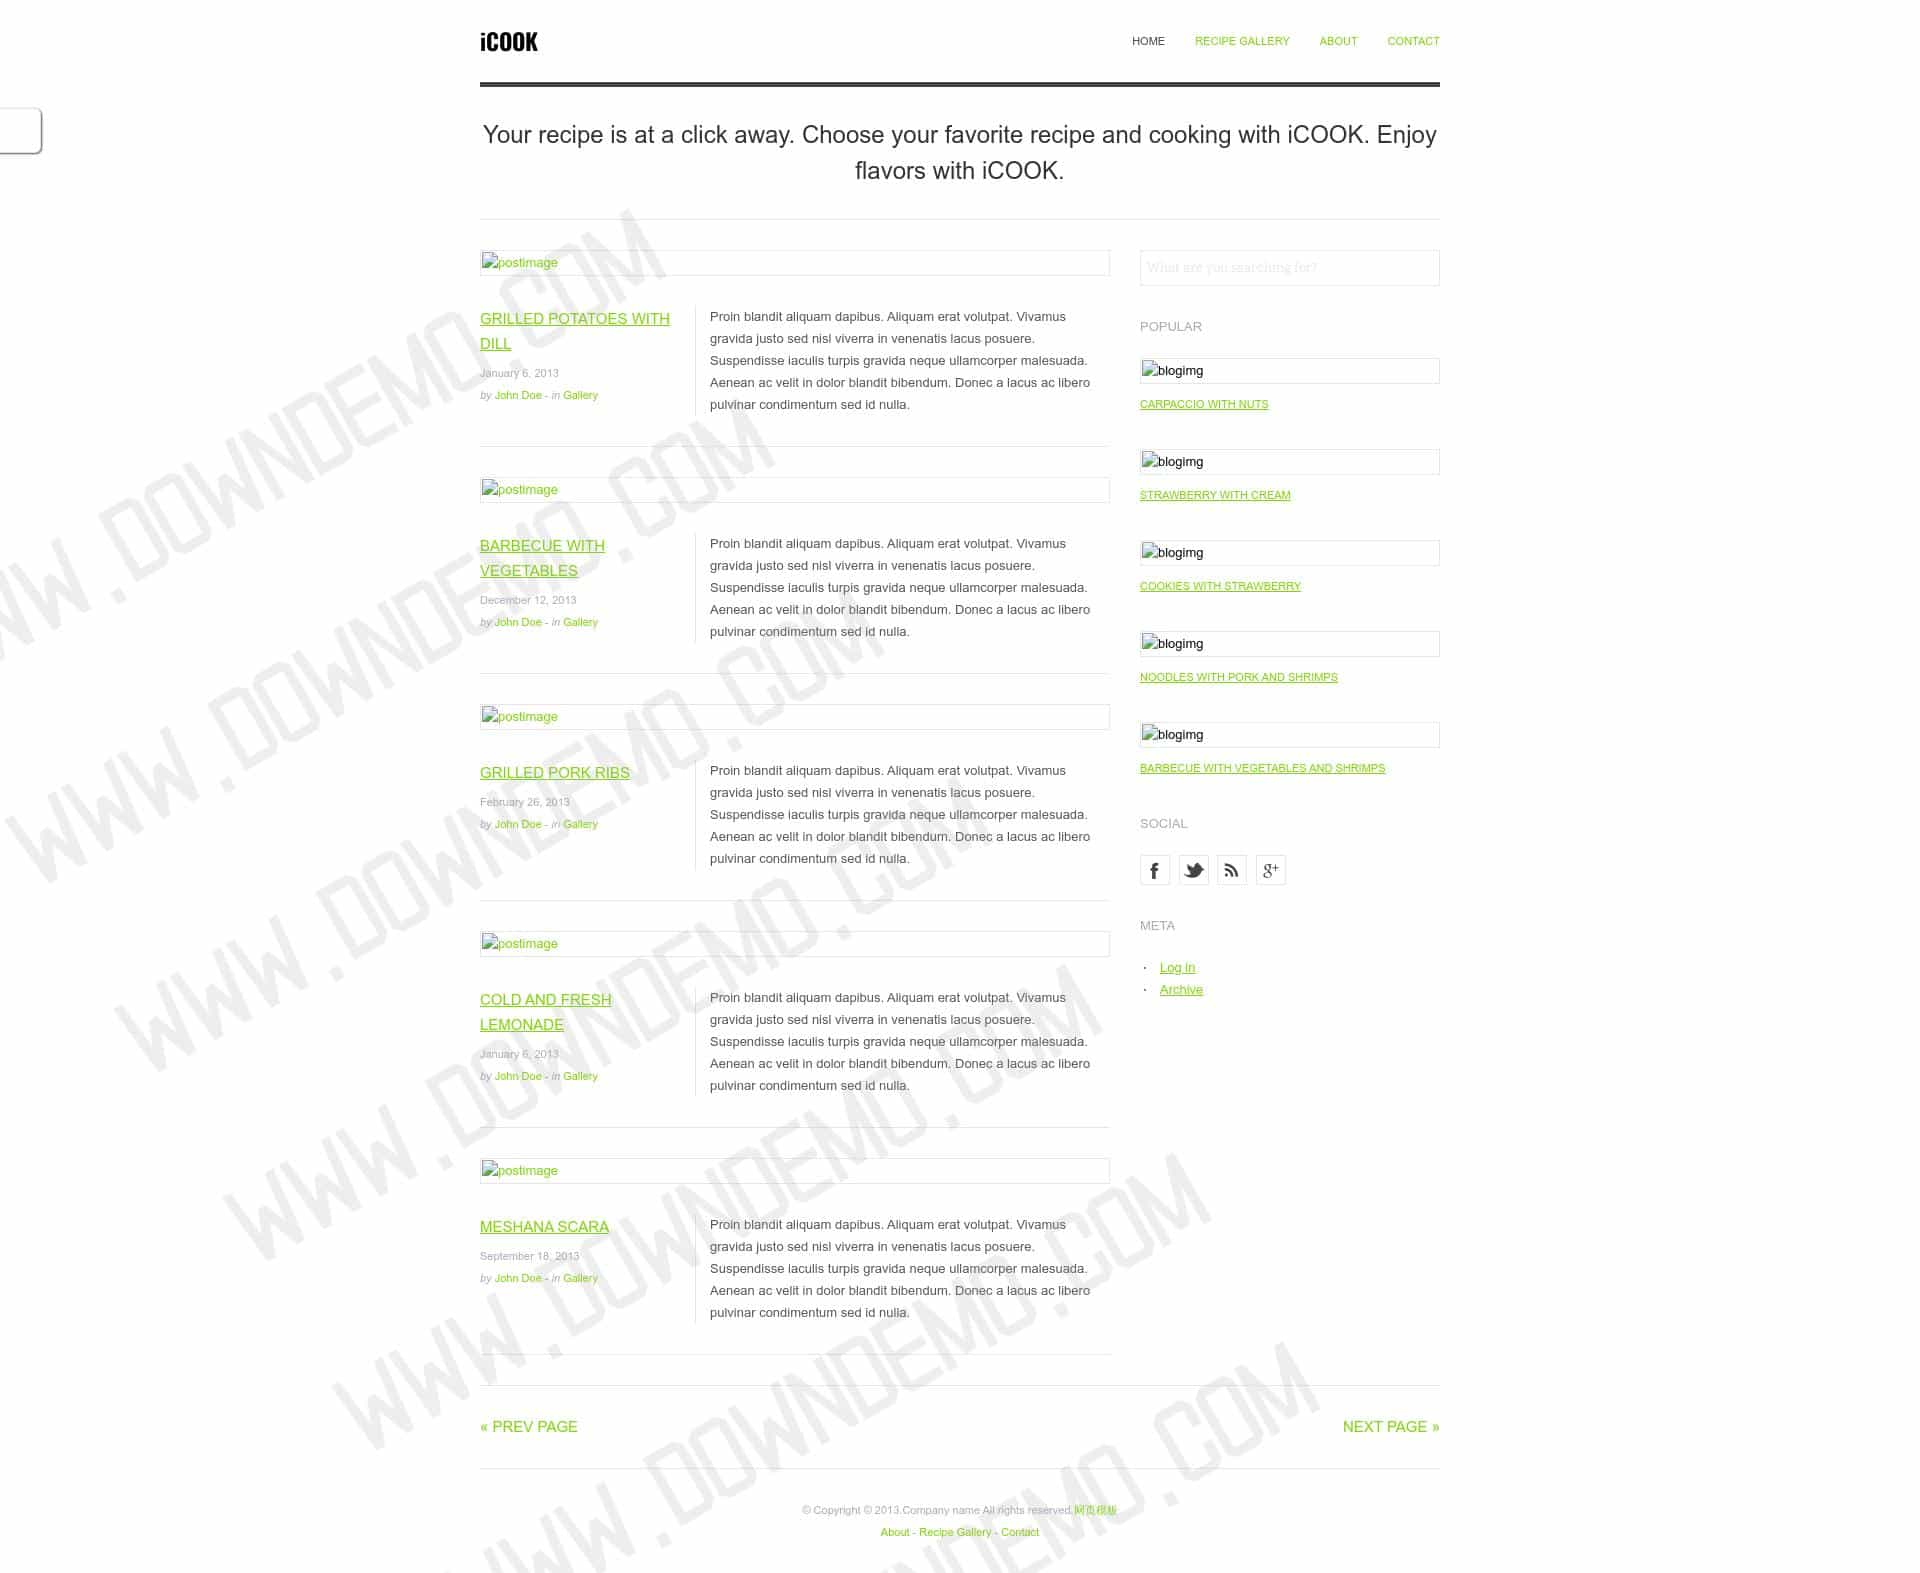 iCOOK
HOME RECIPE GALLERY ABOUT CONTACT
Your recipe is at a click away. Choose your favorite recipe and cooking with iCOOK. Enjoy
flavors with iCOOK.
postimage
GRILLED POTATOES WITH
DILL
January 6, 2013
by John Doe - in Gallery
Proin blandit aliquam dapibus. Aliquam erat volutpat. Vivamus
gravida justo sed nisl viverra in venenatis lacus posuere.
Suspendisse iaculis turpis gravida neque ullamcorper malesuada.
Aenean ac velit in dolor blandit bibendum. Donec a lacus ac libero
pulvinar condimentum sed id nulla.
postimage
BARBECUE WITH
VEGETABLES
December 12, 2013
by John Doe - in Gallery
Proin blandit aliquam dapibus. Aliquam erat volutpat. Vivamus
gravida justo sed nisl viverra in venenatis lacus posuere.
Suspendisse iaculis turpis gravida neque ullamcorper malesuada.
Aenean ac velit in dolor blandit bibendum. Donec a lacus ac libero
pulvinar condimentum sed id nulla.
postimage
GRILLED PORK RIBS
February 26, 2013
by John Doe - in Gallery
Proin blandit aliquam dapibus. Aliquam erat volutpat. Vivamus
gravida justo sed nisl viverra in venenatis lacus posuere.
Suspendisse iaculis turpis gravida neque ullamcorper malesuada.
Aenean ac velit in dolor blandit bibendum. Donec a lacus ac libero
pulvinar condimentum sed id nulla.
postimage
COLD AND FRESH
LEMONADE
January 6, 2013
by John Doe - in Gallery
Proin blandit aliquam dapibus. Aliquam erat volutpat. Vivamus
gravida justo sed nisl viverra in venenatis lacus posuere.
Suspendisse iaculis turpis gravida neque ullamcorper malesuada.
Aenean ac velit in dolor blandit bibendum. Donec a lacus ac libero
pulvinar condimentum sed id nulla.
postimage
MESHANA SCARA
September 18, 2013
by John Doe - in Gallery
Proin blandit aliquam dapibus. Aliquam erat volutpat. Vivamus
gravida justo sed nisl viverra in venenatis lacus posuere.
Suspendisse iaculis turpis gravida neque ullamcorper malesuada.
Aenean ac velit in dolor blandit bibendum. Donec a lacus ac libero
pulvinar condimentum sed id nulla.
What are you searching for?
POPULAR
blogimg
CARPACCIO WITH NUTS
blogimg
STRAWBERRY WITH CREAM
blogimg
COOKIES WITH STRAWBERRY
blogimg
NOODLES WITH PORK AND SHRIMPS
blogimg
BARBECUE WITH VEGETABLES AND SHRIMPS
SOCIAL
META
· Log in
· Archive
« PREV PAGE NEXT PAGE »
© Copyright © 2013.Company name All rights reserved.网页模板
About - Recipe Gallery - Contact
WWW.DOWNDEMO.COM
WWW.DOWNDEMO.COM
WWW.DOWNDEMO.COM
WWW.DOWNDEMO.COM
WWW.DOWNDEMO.COM
WWW.DOWNDEMO.COM
WNDEMO.COM